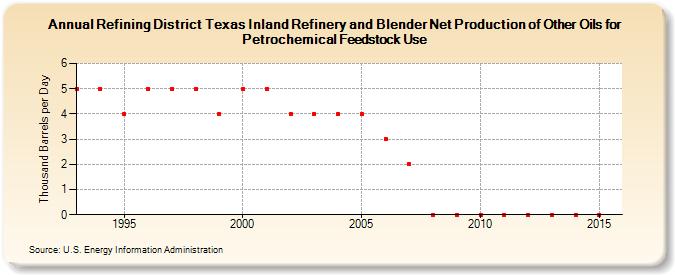 Annual Refining District Texas Inland Refinery and Blender Net Production of Other Oils for
Petrochemical Feedstock Use
Thousand Barrels per Day
6
5
4
3
2
1
0
1995 2000 2005 2010 2015
Source: U.S. Energy Information Administration